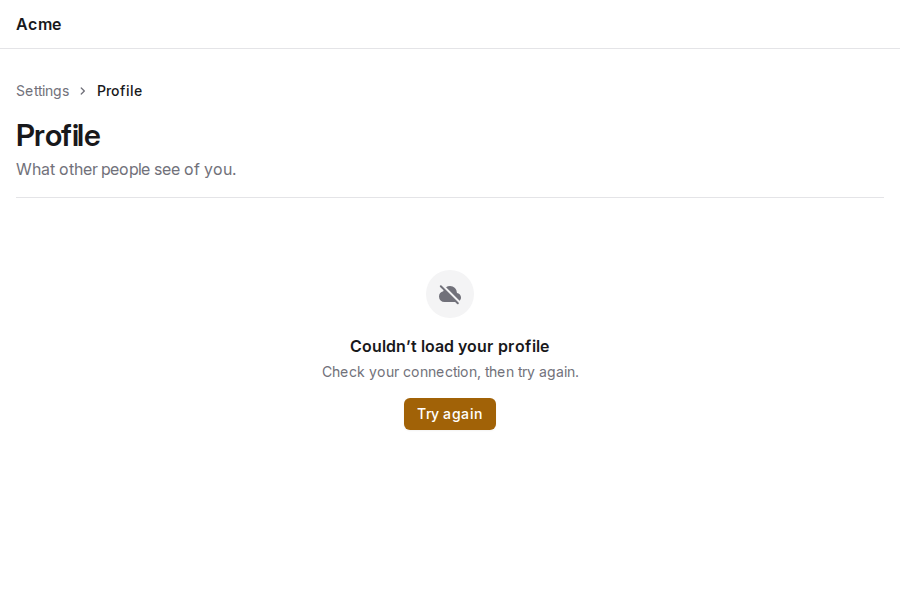 Acme
Settings > Profile
Profile
What other people see of you.
Couldn’t load your profile
Check your connection, then try again.
Try again